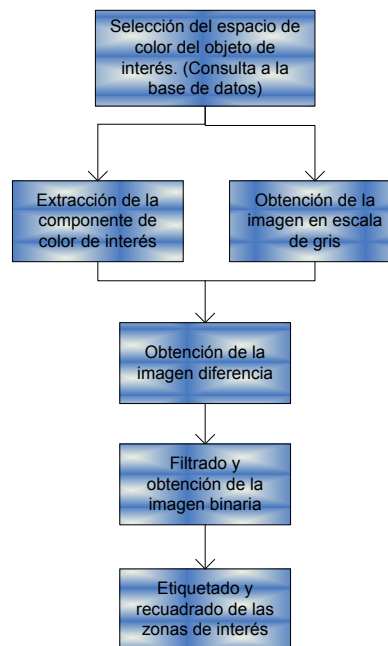 Selección del espacio de
color del objeto de
interés. (Consulta a la
base de datos)
Extracción de la
componente de
color de interés
Obtención de la
imagen en escala
de gris
Obtención de la
imagen diferencia
Filtrado y
obtención de la
imagen binaria
Etiquetado y
recuadrado de las
zonas de interés